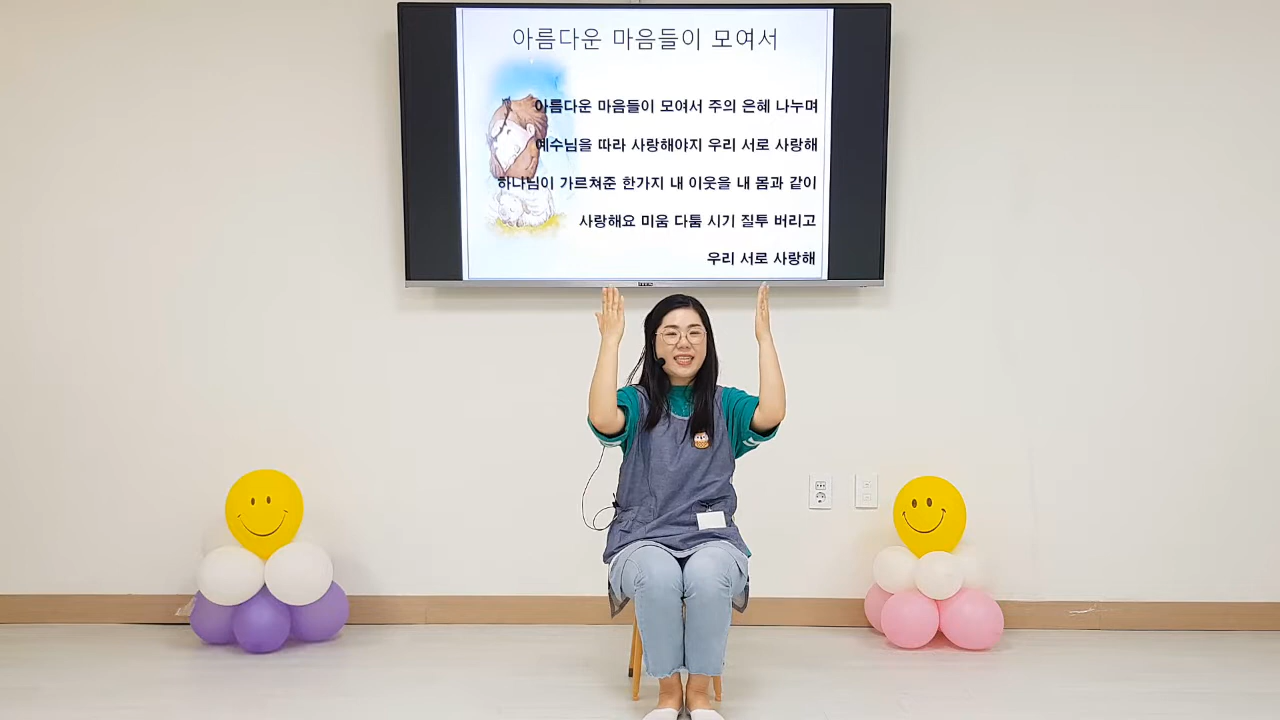 아름다운 마음들이 모여서
아름다운 마음들이 모여서 주의 은혜 나누며
예수님을 따라 사랑해야지 우리 서로 사랑해
하나님이 가르쳐준 한가지 내 이웃을 내 몸과 같이
사랑해요 미움 다툼 시기 질투 버리고
우리 서로 사랑해